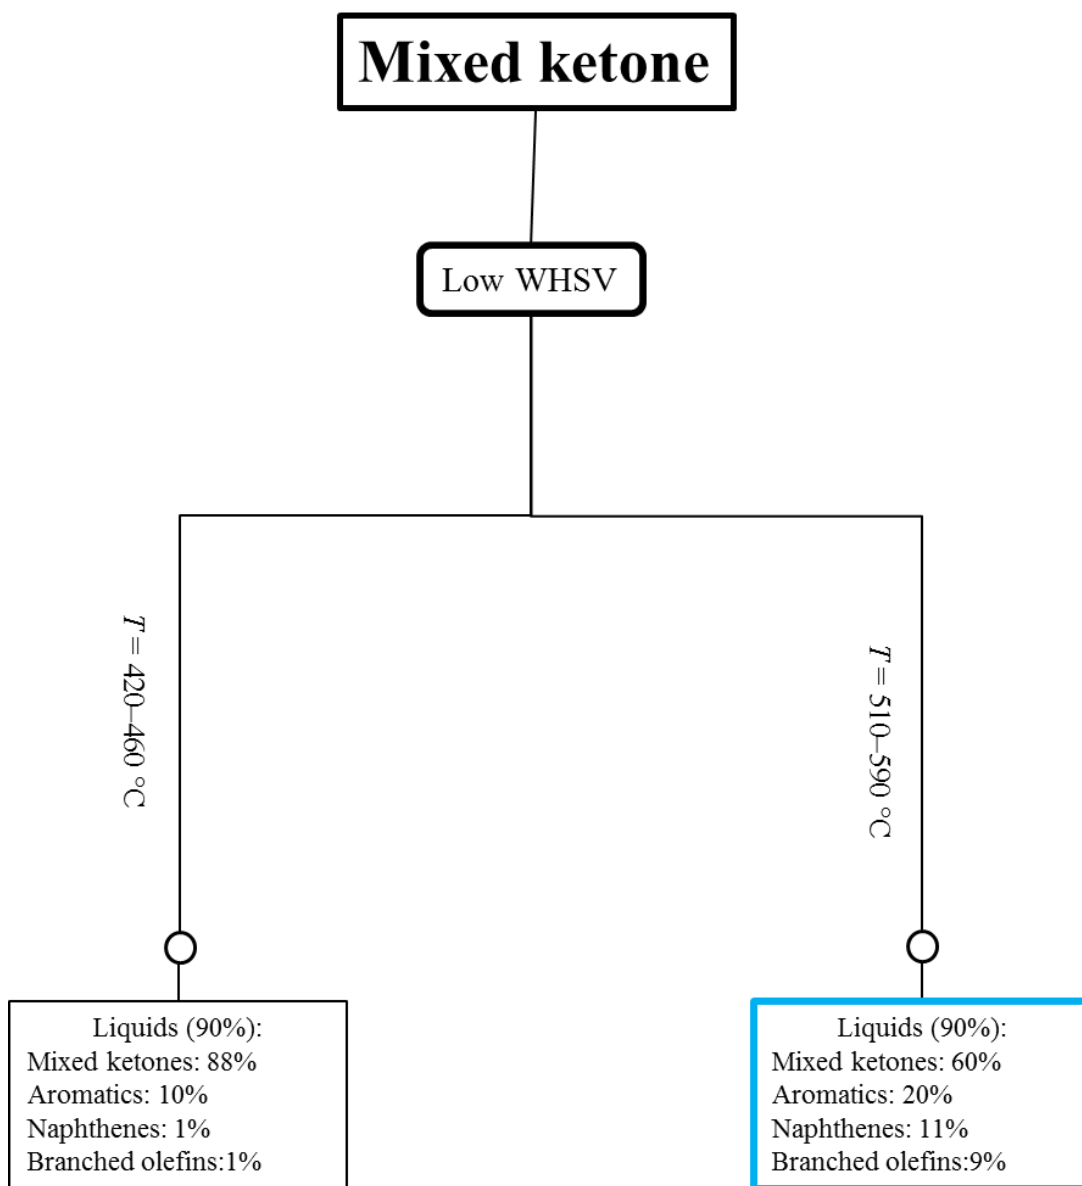 Mixed ketone
Low WHSV
T = 420–460 °C
T = 510–590 °C
Liquids (90%):
Mixed ketones: 88%
Aromatics: 10%
Naphthenes: 1%
Branched olefins:1%
Liquids (90%):
Mixed ketones: 60%
Aromatics: 20%
Naphthenes: 11%
Branched olefins:9%